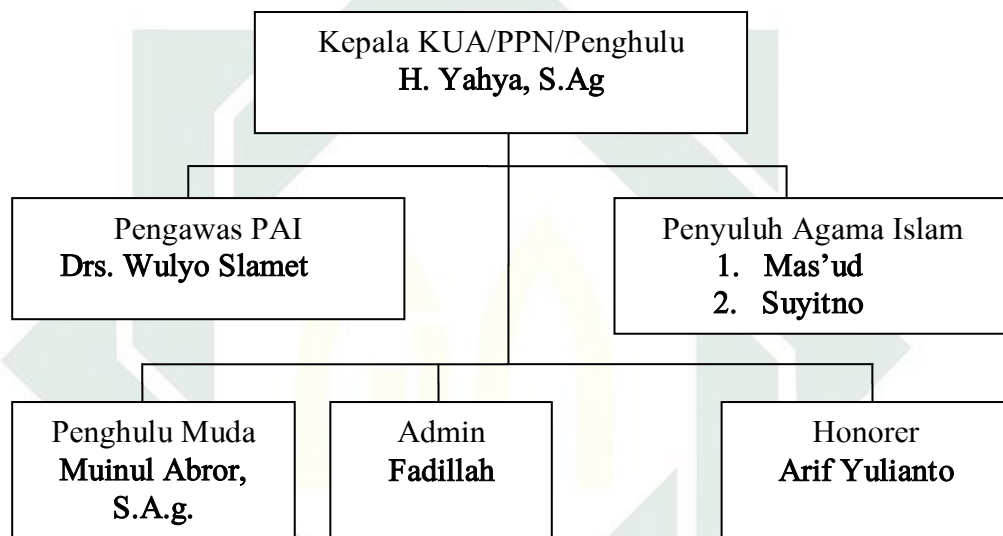 Kepala KUA/PPN/Penghulu
H. Yahya, S.Ag
Pengawas PAI
Drs. Wulyo Slamet
Penyuluh Agama Islam
1. Mas’ud
2. Suyitno
Penghulu Muda
Muinul Abror,
S.A.g.
Admin
Fadillah
Honorer
Arif Yulianto